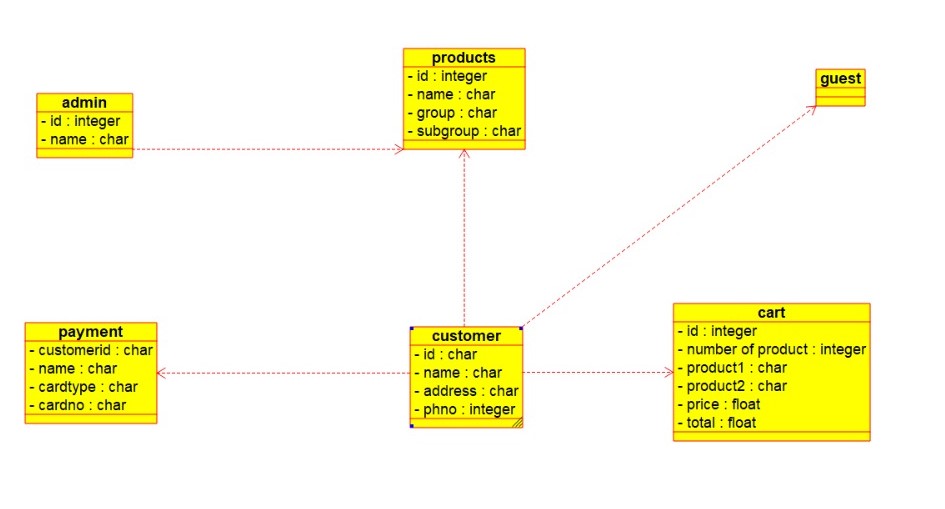 products
- id : integer
- name : char
- group : char
- subgroup : char
guest
admin
- id : integer
- name : char
payment
- customerid : char
- name : char
- cardtype : char
- cardno : char
customer
- id : char
- name : char
- address : char
- phno : integer
cart
- id : integer
- number of product : integer
- product1 : char
- product2 : char
- price : float
- total : float